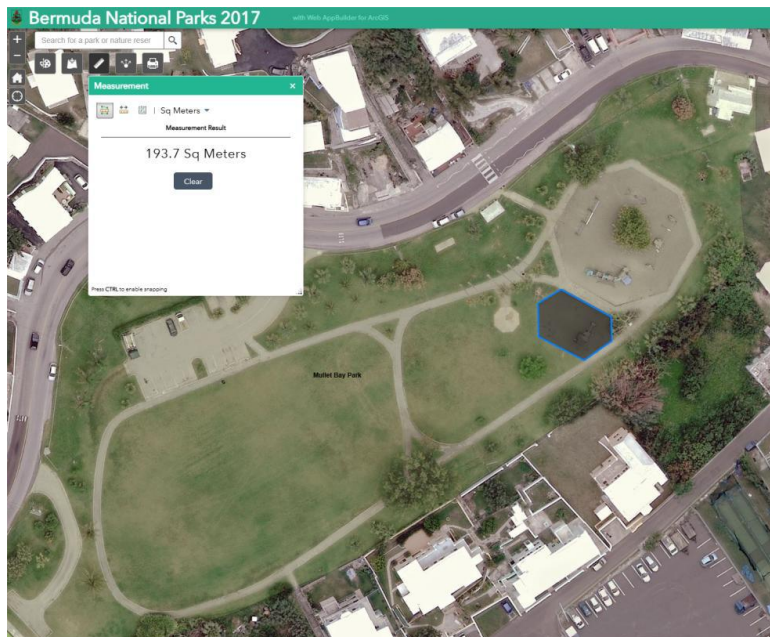 Bermuda National Parks 2017
with Web AppBuilder for ArcGIS
Search for a park or nature reser
Measurement
×
| Sq Meters
Measurement Result
193.7 Sq Meters
Clear
Press CTRL to enable snapping
Mullet Bay Park